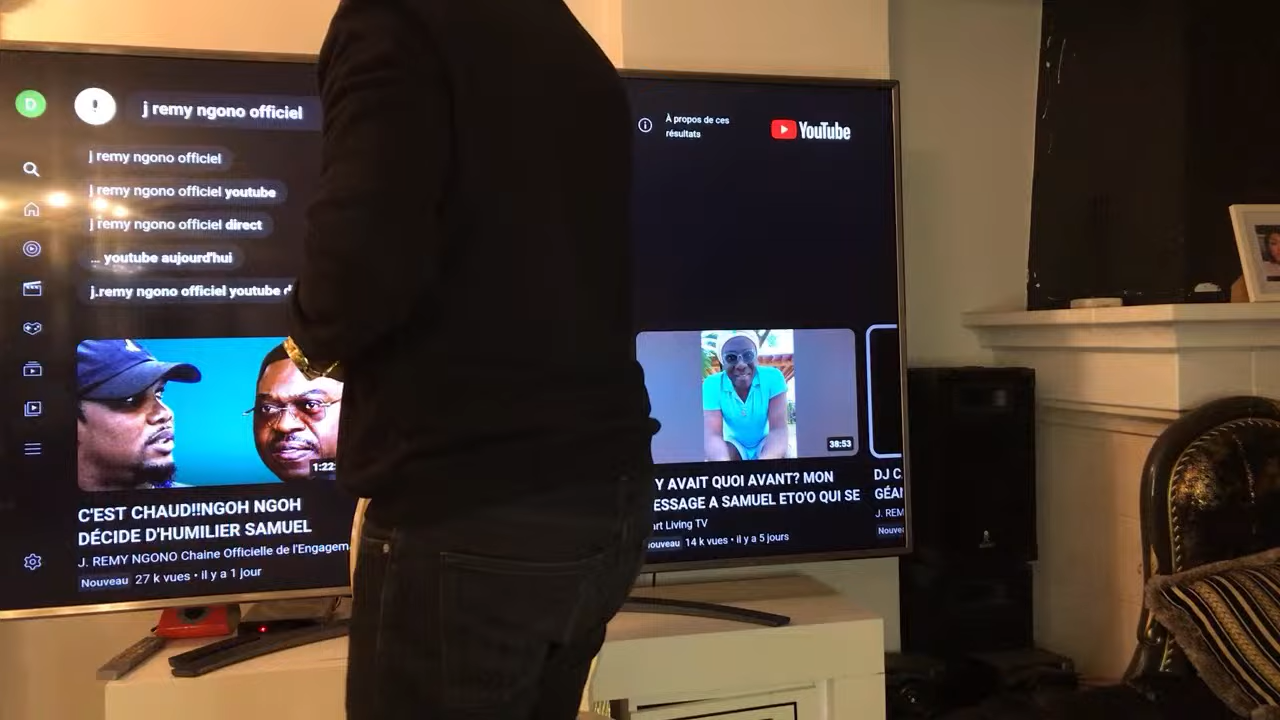 D
j remy ngono officiel
À propos de ces
résultats
YouTube
j remy ngono officiel
j remy ngono officiel youtube
j remy ngono officiel direct
... youtube aujourd'hui
j.remy ngono officiel youtube d
1:22
38:53
C'EST CHAUD!!NGOH NGOH
DÉCIDE D'HUMILIER SAMUEL
J. REMY NGONO Chaine Officielle de l'Engagem
Nouveau 27 k vues • il y a 1 jour
Y AVAIT QUOI AVANT? MON
ESSAGE A SAMUEL ETO'O QUI SE
art Living TV
ouveau 14 k vues • il y a 5 jours
DJ C
GÉAN
J. REM
Nouve